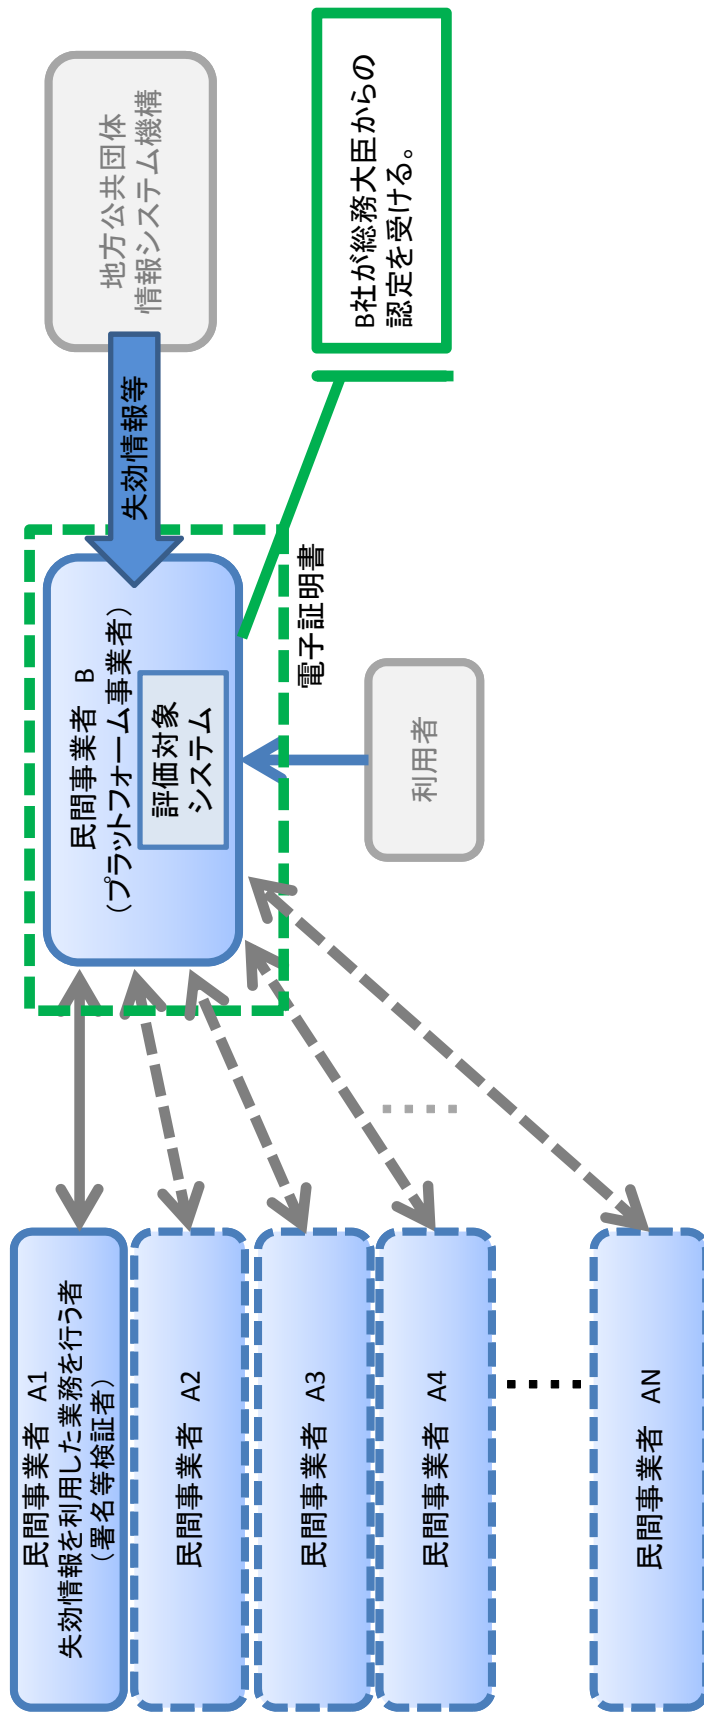 民間事業者 A1
失効情報を利用した業務を行う者
（署名等検証者）
民間事業者 A2
民間事業者 A3
民間事業者 A4
‥‥
民間事業者 AN
‥‥
民間事業者 B
（プラットフォーム事業者）
評価対象
システム
失効情報等
地方公共団体
情報システム機構
電子証明書
利用者
B社が総務大臣からの
認定を受ける。